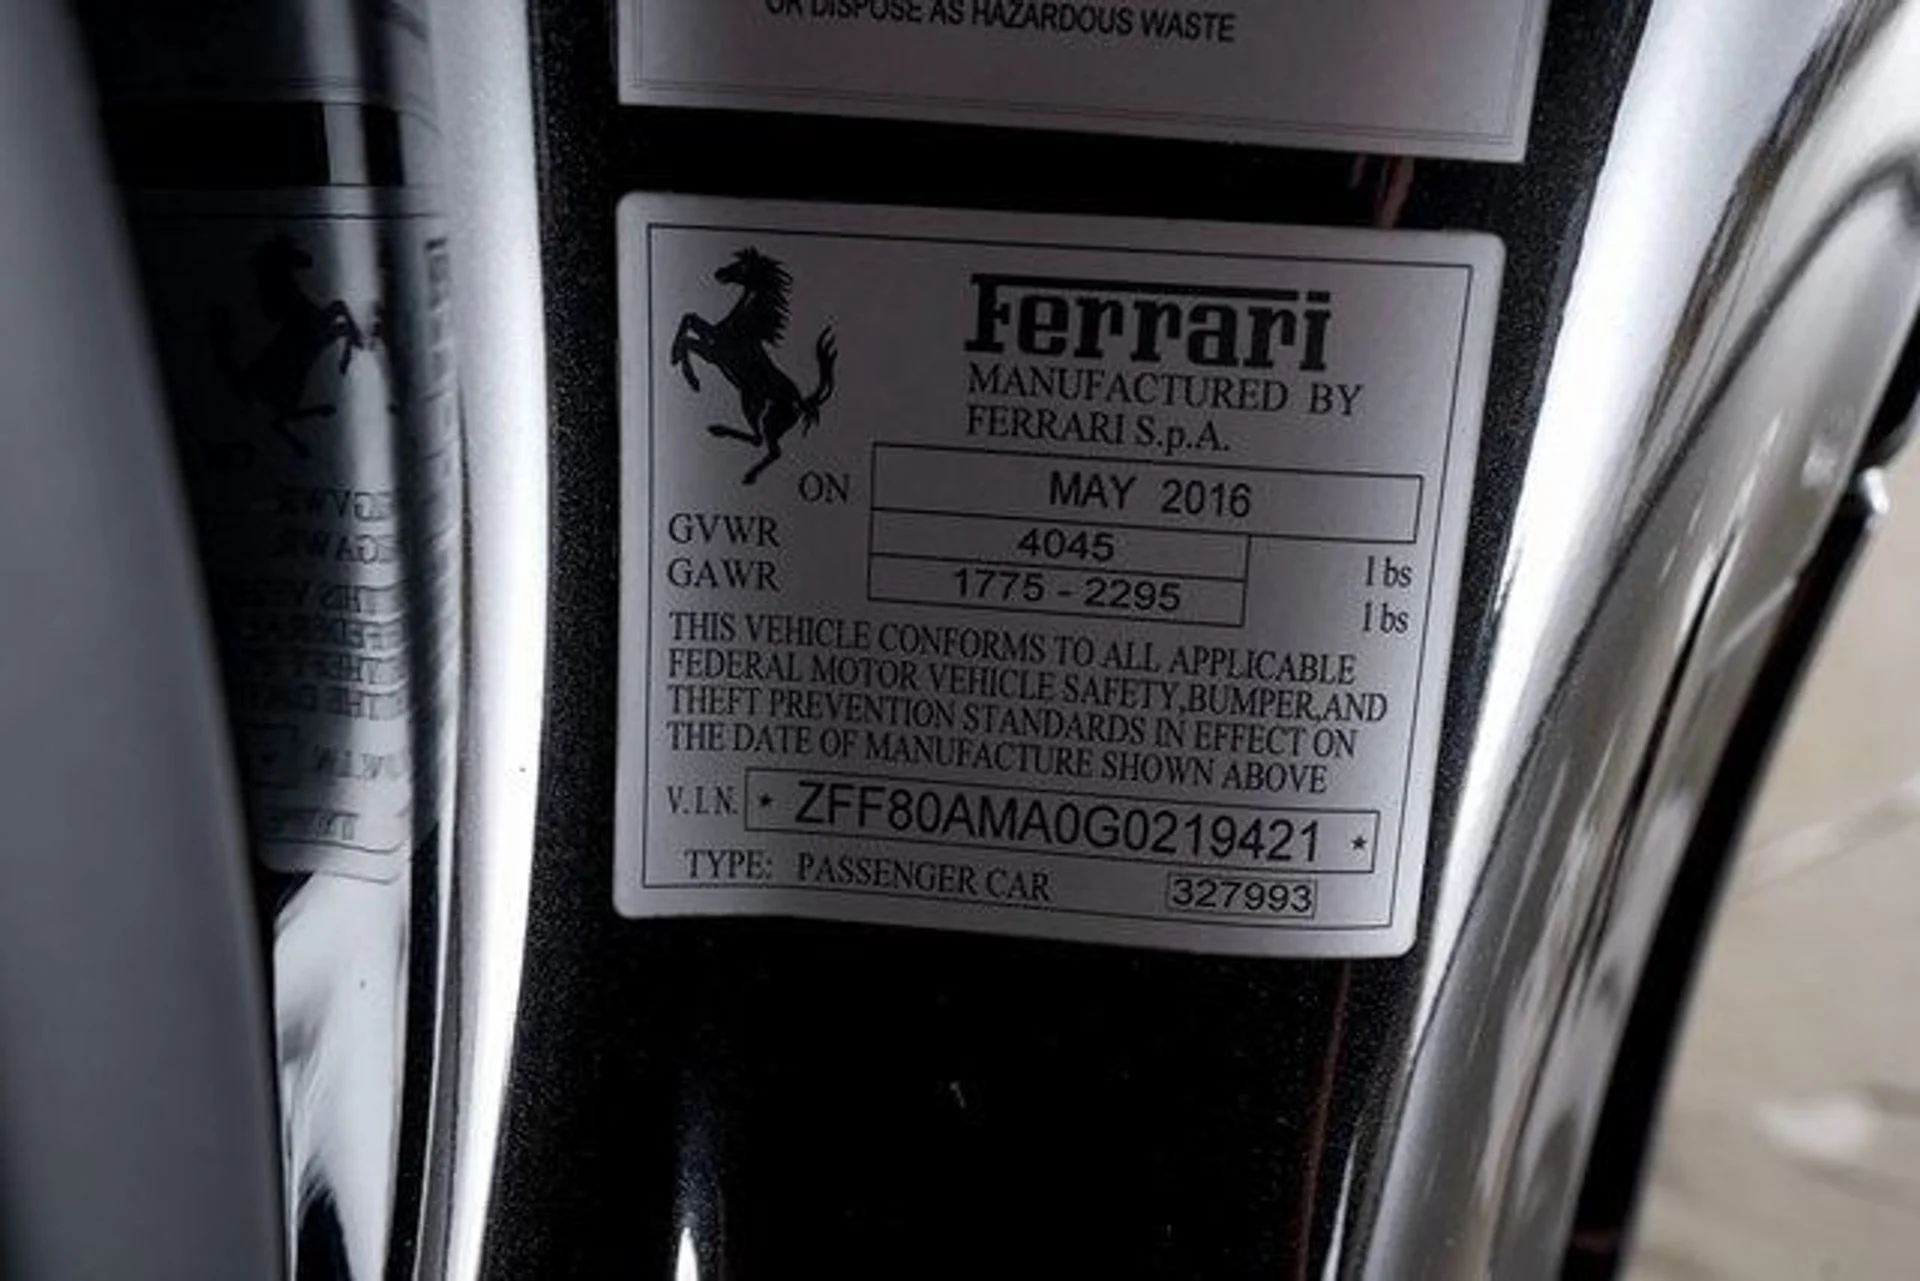 OR DISPOSE AS HAZARDOUS WASTE
Ferrari
MANUFACTURED BY
FERRARI S.p.A.
ON MAY 2016
GVWR 4045 lbs
GAWR 1775 - 2295 lbs
THIS VEHICLE CONFORMS TO ALL APPLICABLE
FEDERAL MOTOR VEHICLE SAFETY,BUMPER,AND
THEFT PREVENTION STANDARDS IN EFFECT ON
THE DATE OF MANUFACTURE SHOWN ABOVE
V.I.N. * ZFF80AMA0G0219421 *
TYPE: PASSENGER CAR 327993